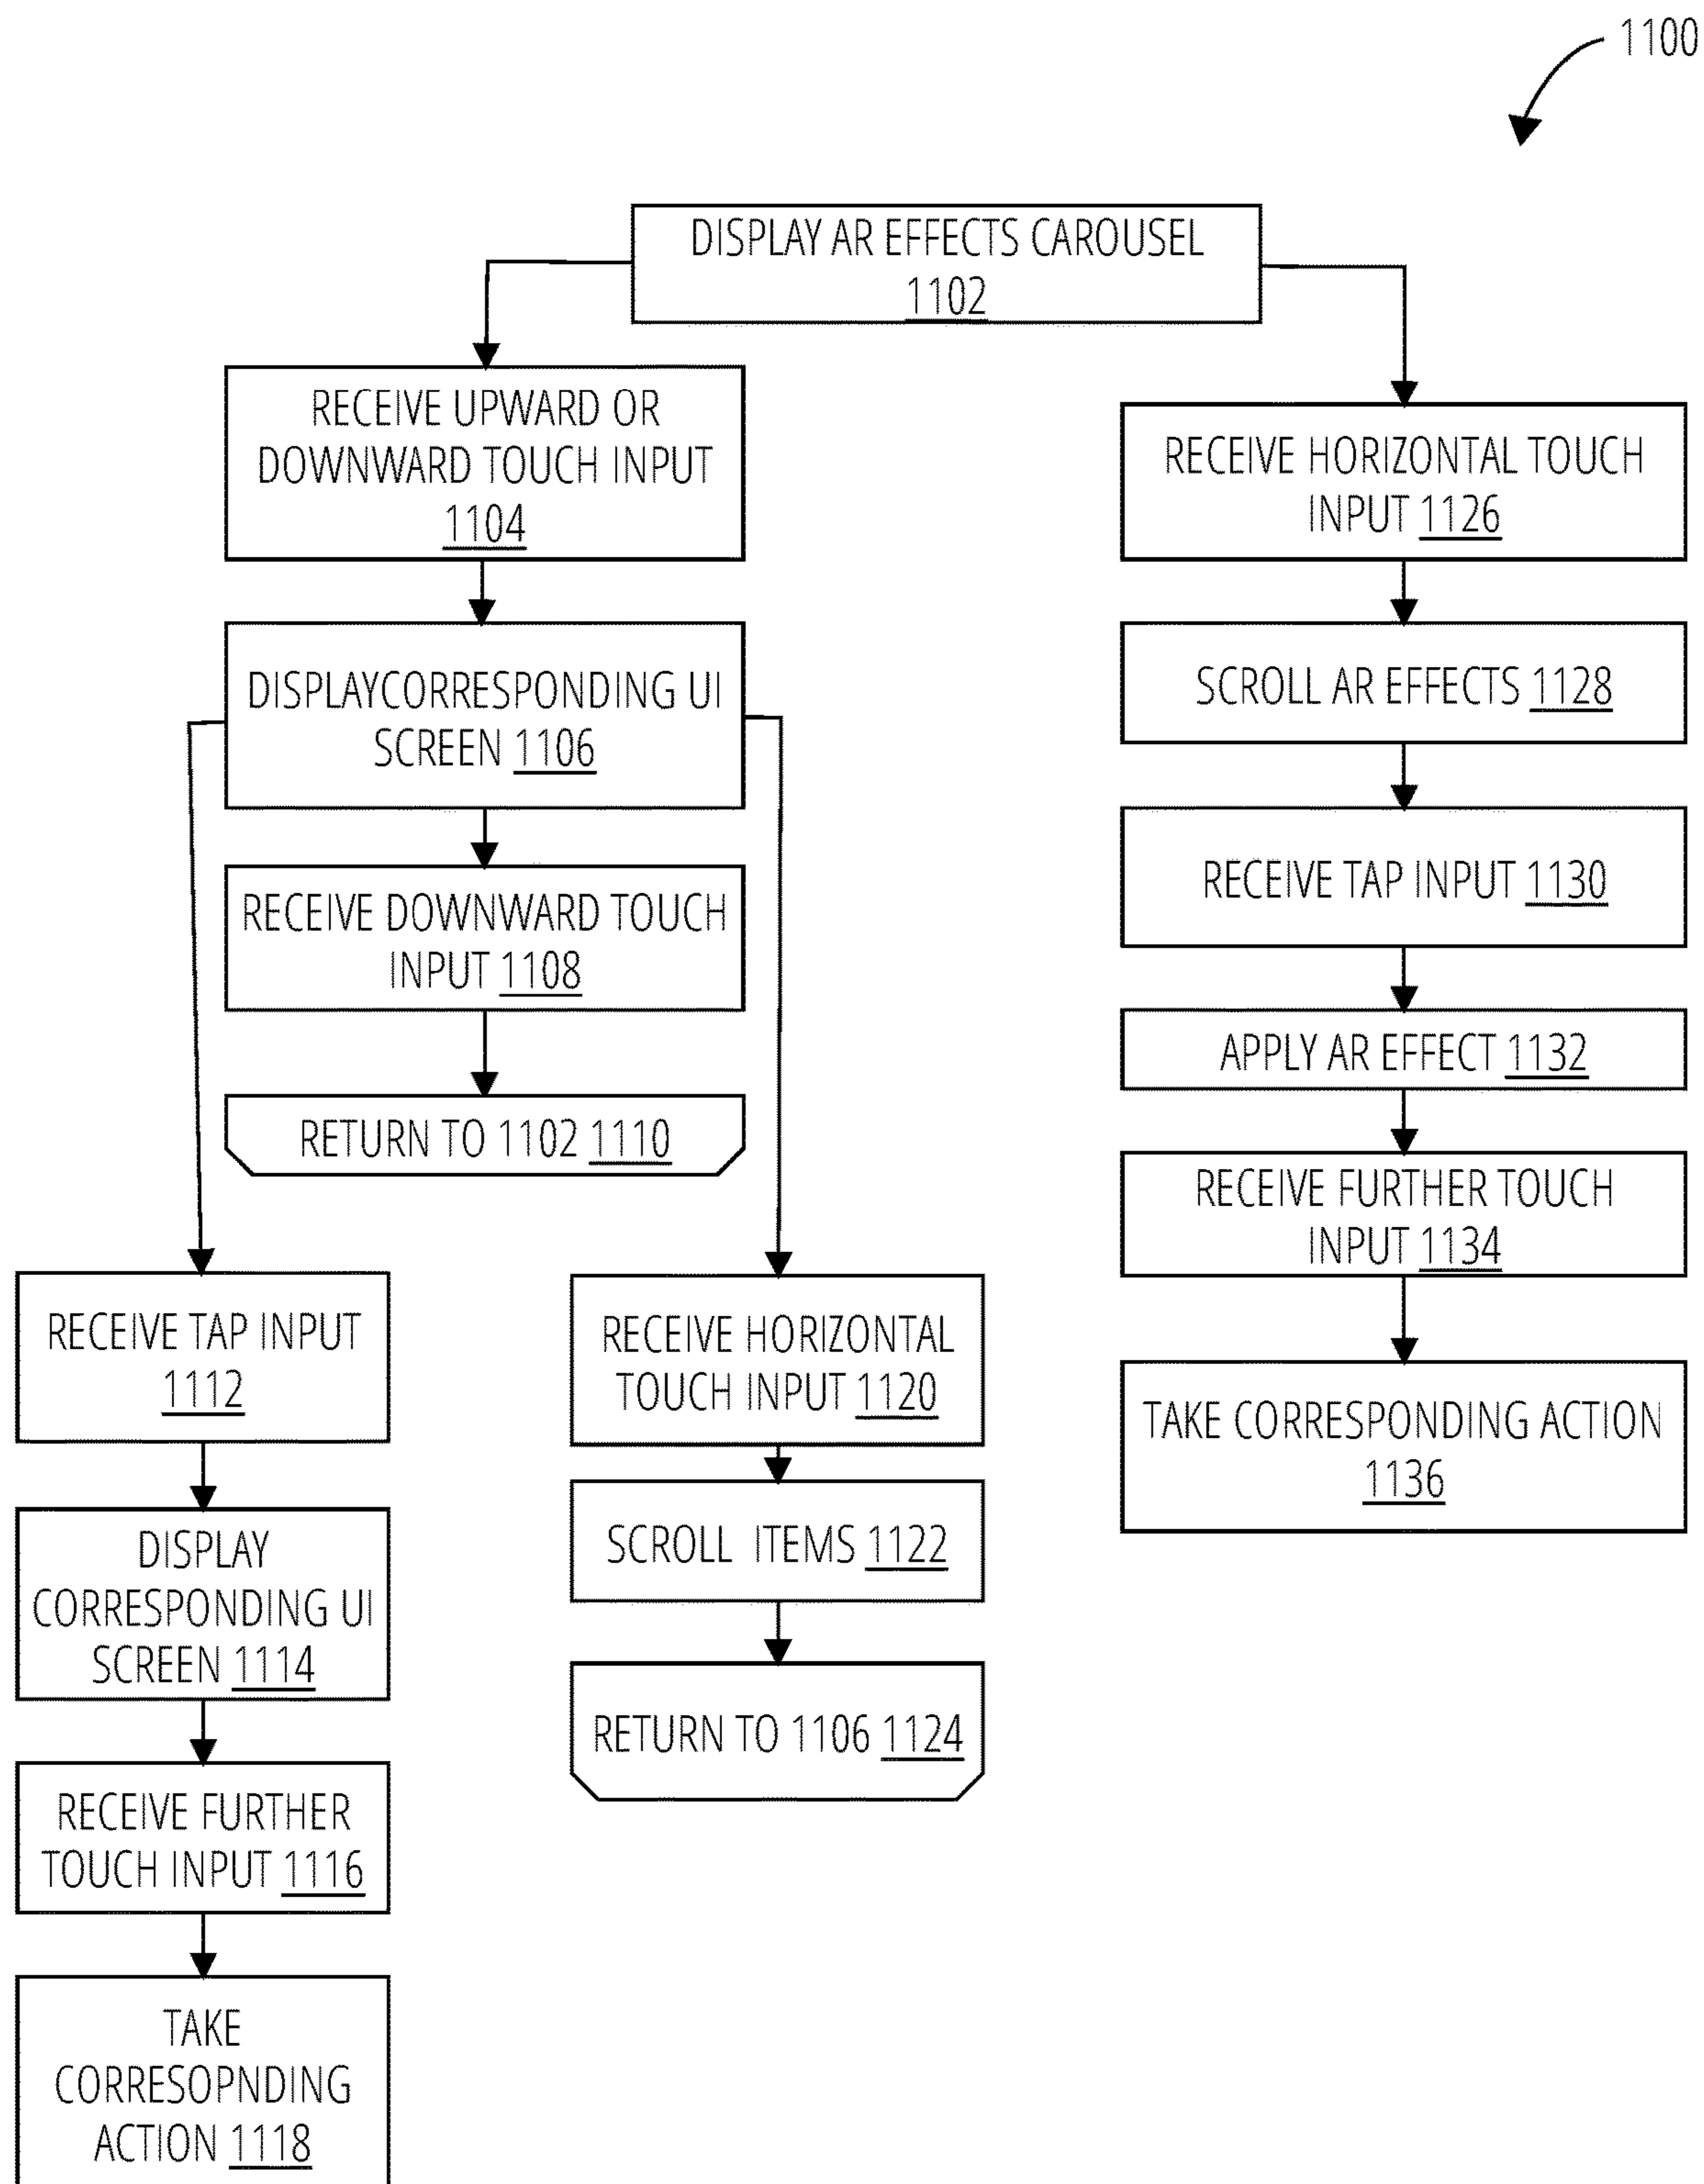 1100
DISPLAY AR EFFECTS CAROUSEL
1102
RECEIVE UPWARD OR
DOWNWARD TOUCH INPUT
1104
DISPLAYCORRESPONDING UI
SCREEN 1106
RECEIVE DOWNWARD TOUCH
INPUT 1108
RETURN TO 1102 1110
RECEIVE TAP INPUT
1112
DISPLAY
CORRESPONDING UI
SCREEN 1114
RECEIVE FURTHER
TOUCH INPUT 1116
TAKE
CORRESOPNDING
ACTION 1118
RECEIVE HORIZONTAL
TOUCH INPUT 1120
SCROLL ITEMS 1122
RETURN TO 1106 1124
RECEIVE HORIZONTAL TOUCH
INPUT 1126
SCROLL AR EFFECTS 1128
RECEIVE TAP INPUT 1130
APPLY AR EFFECT 1132
RECEIVE FURTHER TOUCH
INPUT 1134
TAKE CORRESPONDING ACTION
1136